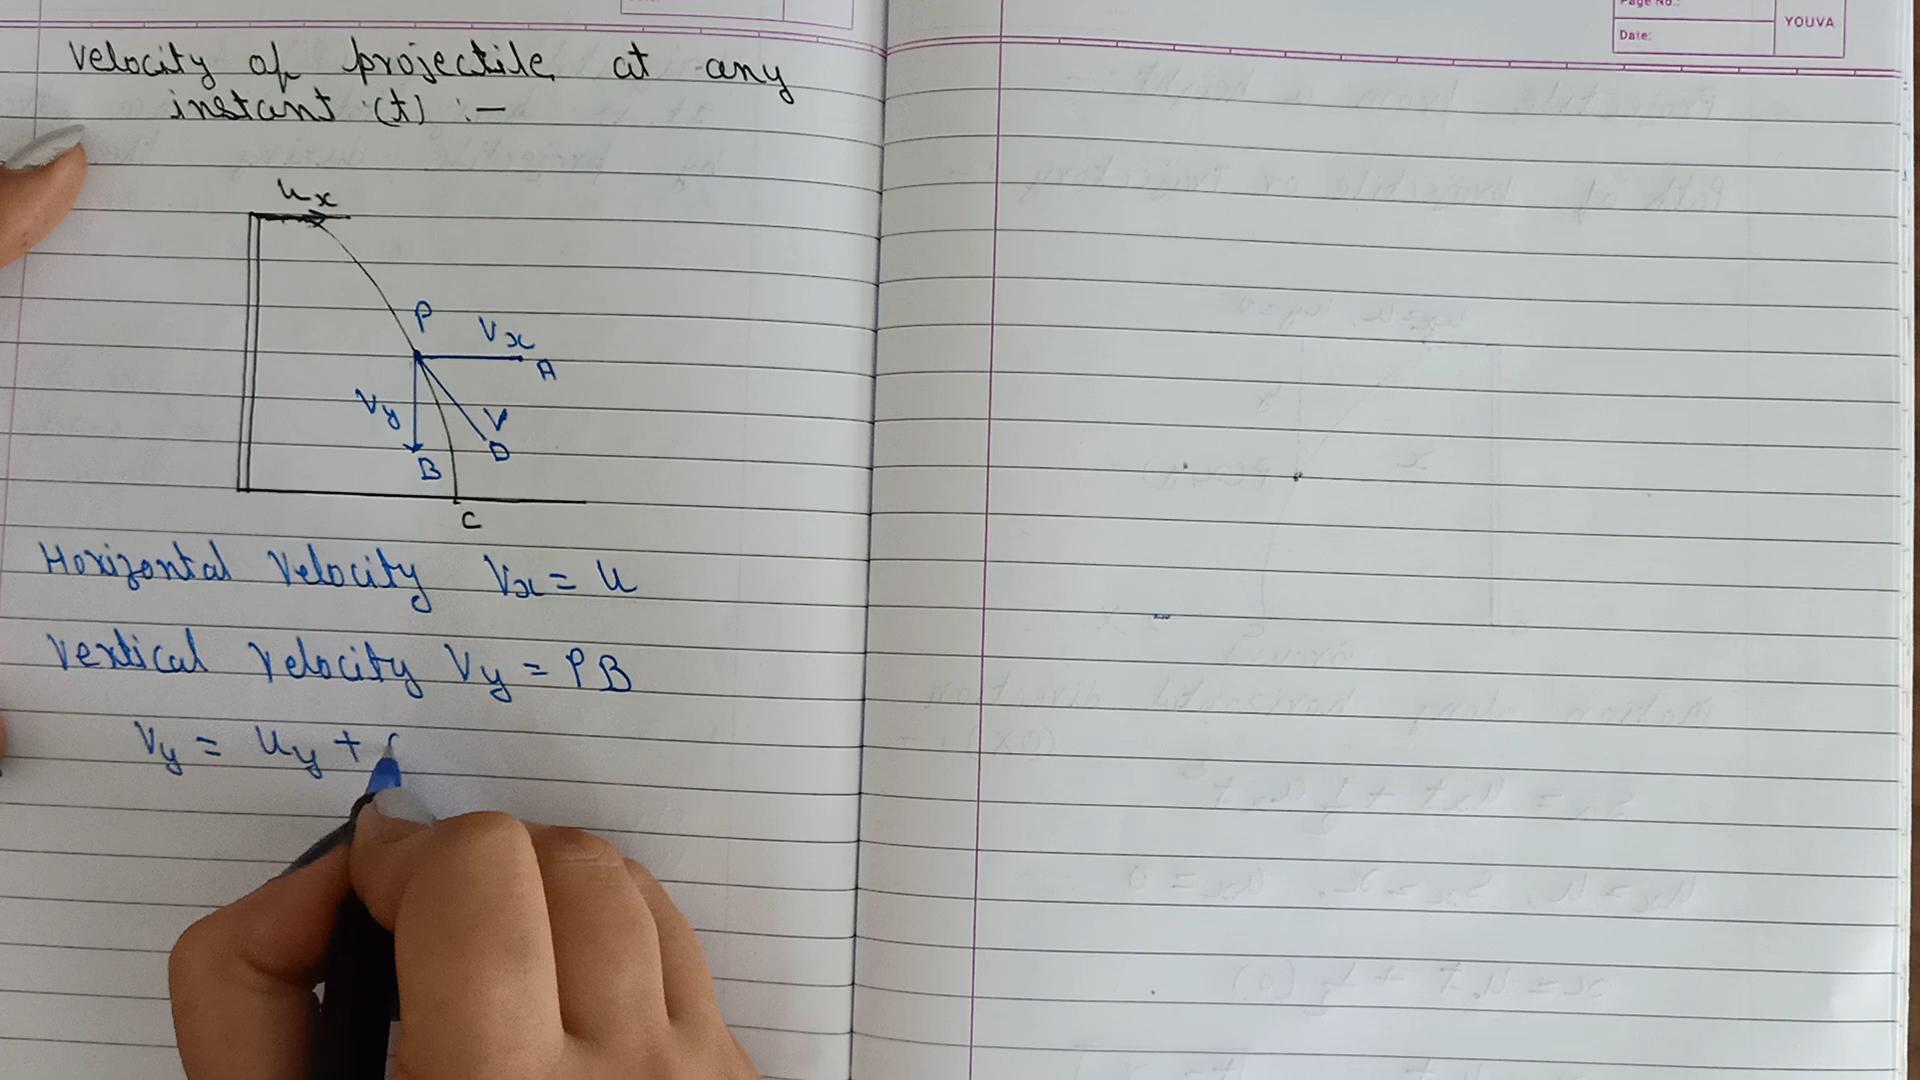 Page No.:
YOUVA
Date:
Velocity of projectile at any
instant (t) :-
ux
P
Vx
A
Vy
V
D
B
C
Horizontal Velocity Vx = u
Vertical Velocity Vy = PB
Vy = uy +